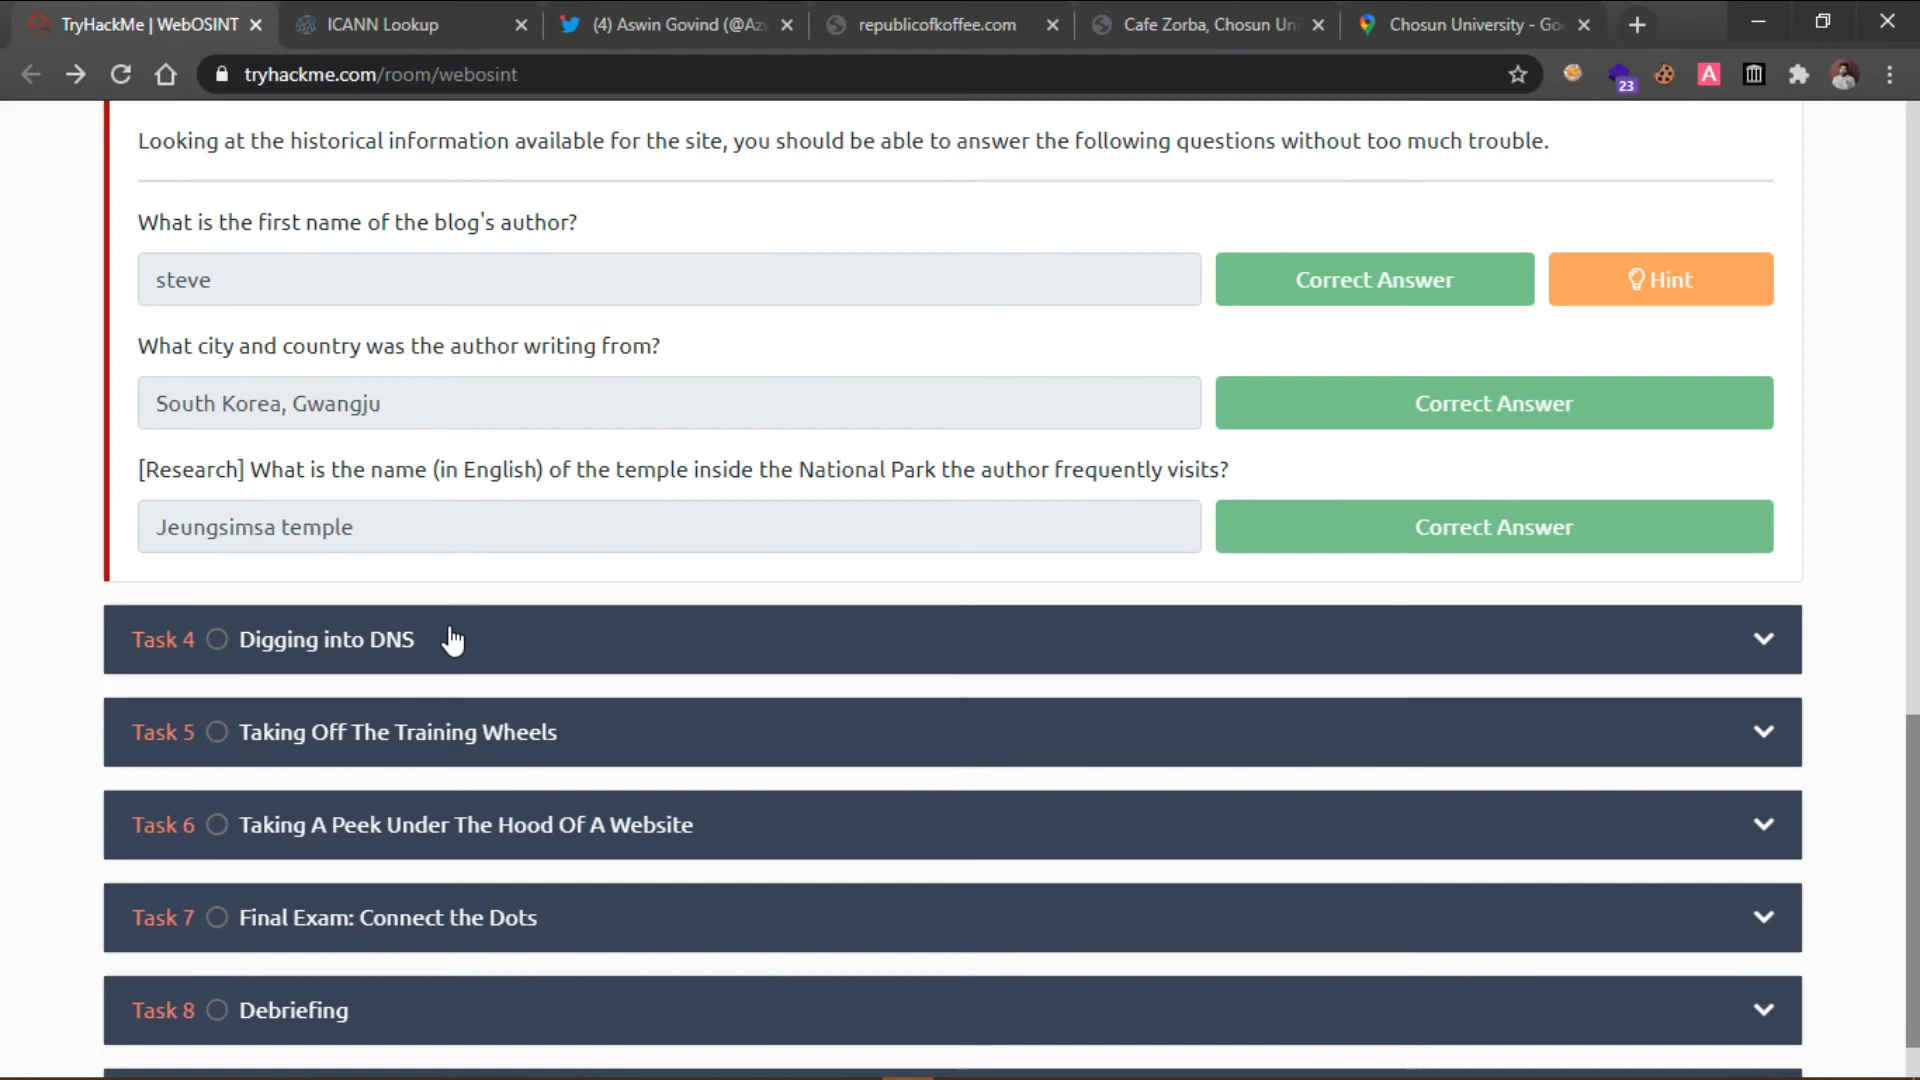 TryHackMe | WebOSINT
ICANN Lookup
(4) Aswin Govind (@Az
republicofkoffee.com
Cafe Zorba, Chosun Un
Chosun University - Go
tryhackme.com/room/webosint
A
23
Looking at the historical information available for the site, you should be able to answer the following questions without too much trouble.
What is the first name of the blog's author?
steve
Correct Answer
Hint
What city and country was the author writing from?
South Korea, Gwangju
Correct Answer
[Research] What is the name (in English) of the temple inside the National Park the author frequently visits?
Jeungsimsa temple
Correct Answer
Task 4 Digging into DNS
Task 5 Taking Off The Training Wheels
Task 6 Taking A Peek Under The Hood Of A Website
Task 7 Final Exam: Connect the Dots
Task 8 Debriefing